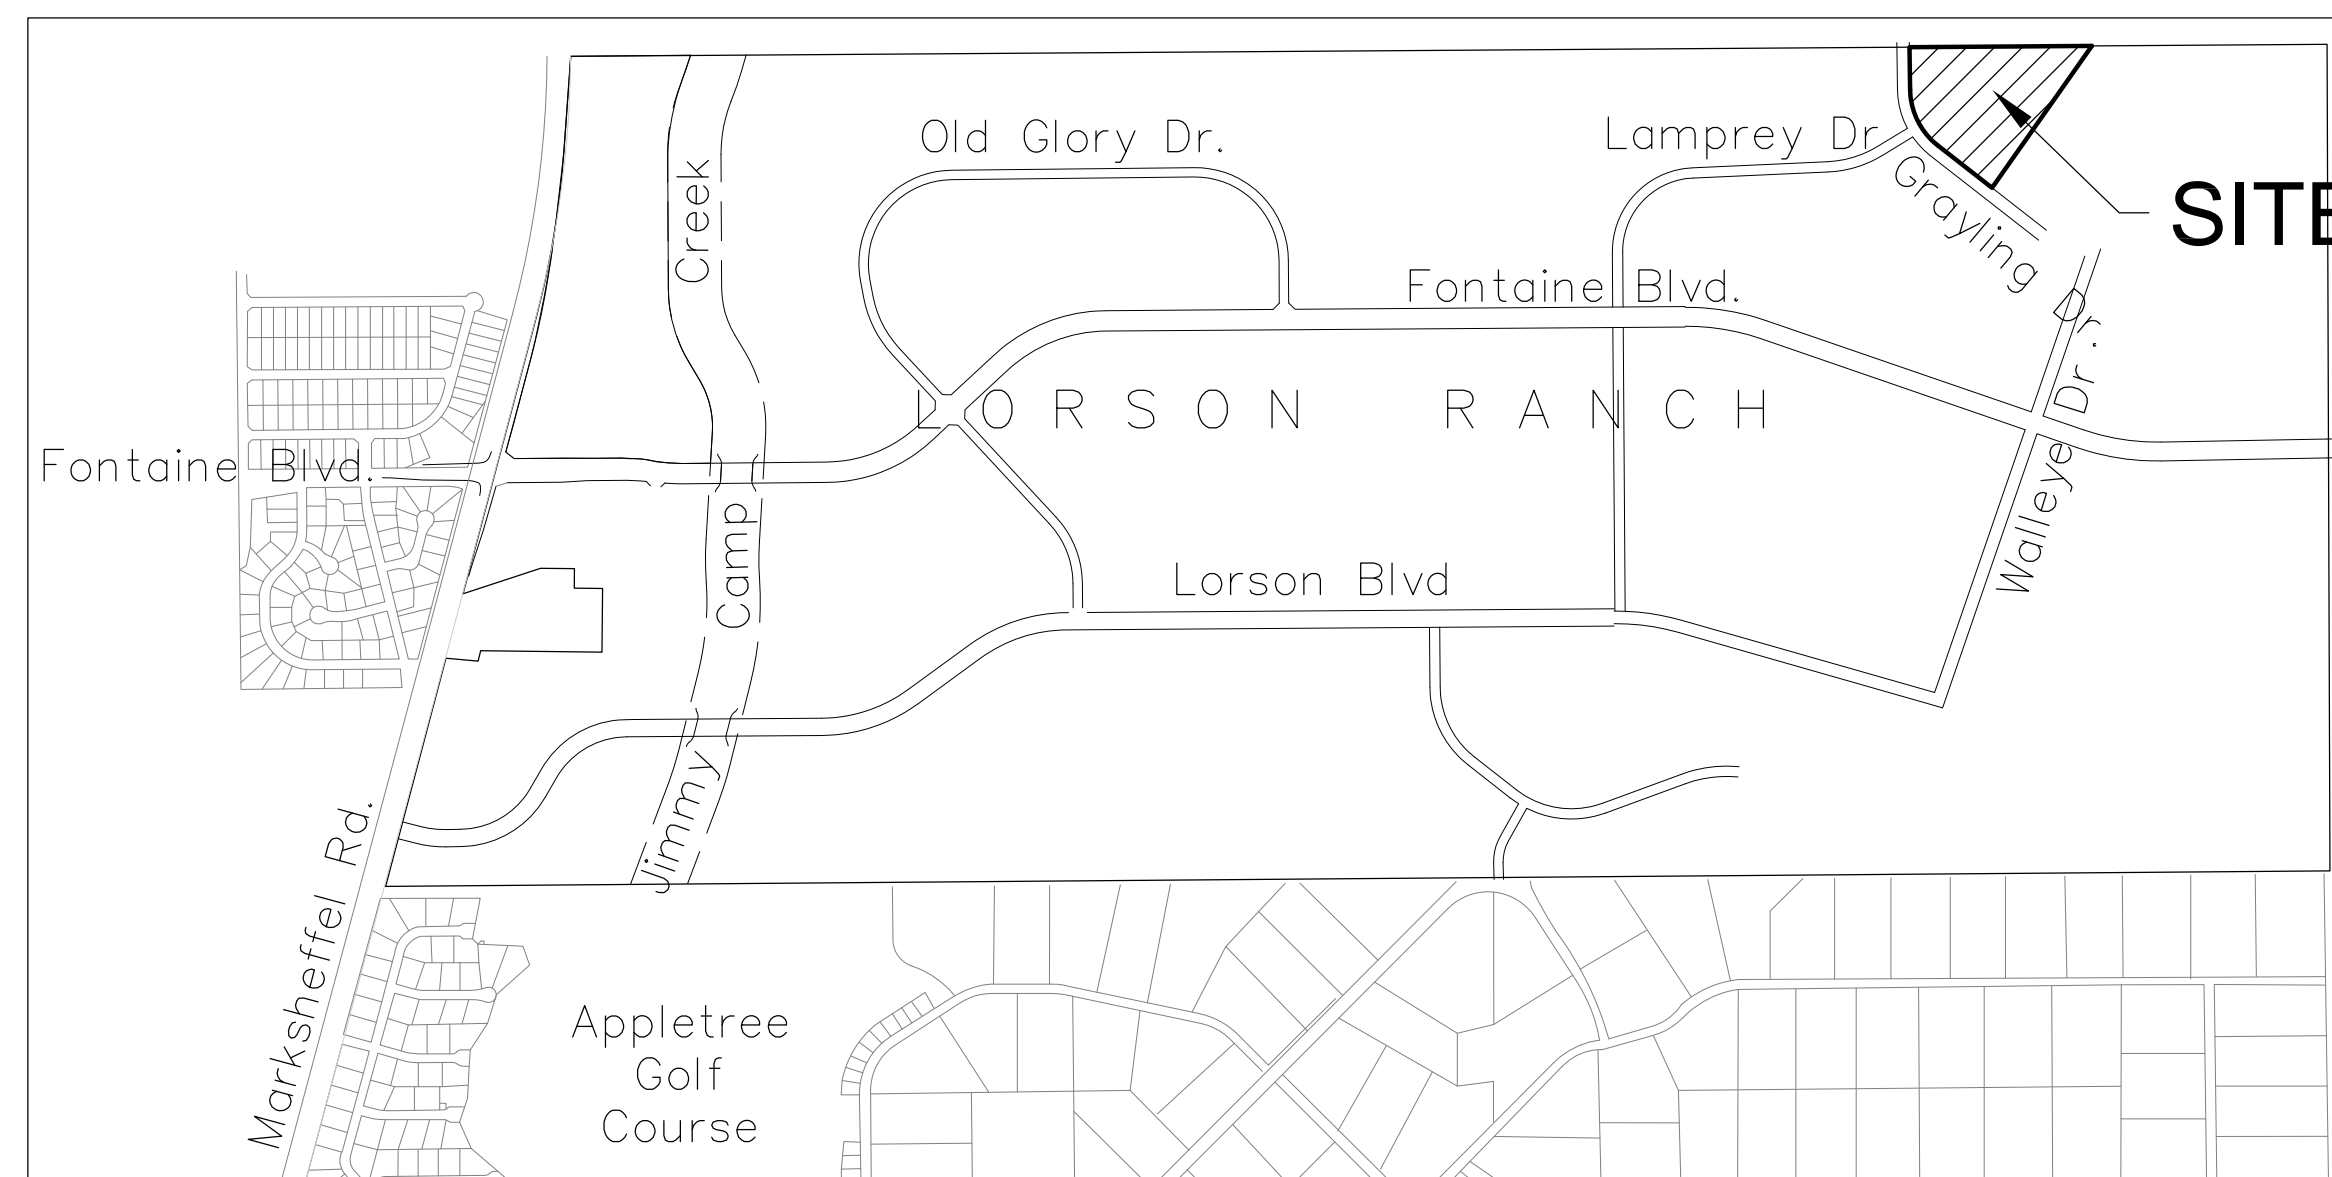 Old Glory Dr.
Lamprey Dr
Creek
Grayling Dr.
SITE
Fontaine Blvd.
LORSON RANCH
Fontaine Blvd.
Walleye Dr.
Camp
Lorson Blvd
Jimmy
Marksheffel Rd.
Appletree
Golf
Course